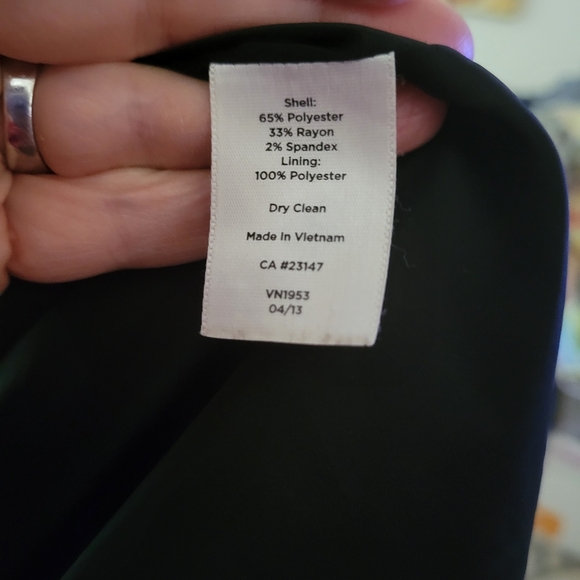 Shell:
65% Polyester
33% Rayon
2% Spandex
Lining:
100% Polyester
Dry Clean
Made In Vietnam
CA #23147
VN1953
04/13